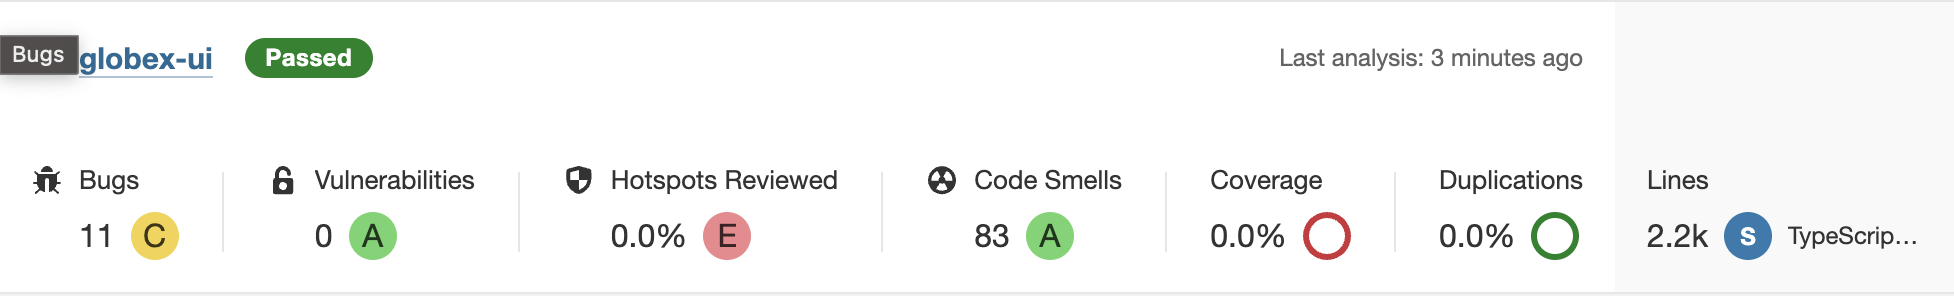 Bugs globex-ui Passed Last analysis: 3 minutes ago
Bugs Vulnerabilities Hotspots Reviewed Code Smells Coverage Duplications Lines
11 C 0 A 0.0% E 83 A 0.0% 0.0% 2.2k S TypeScrip...